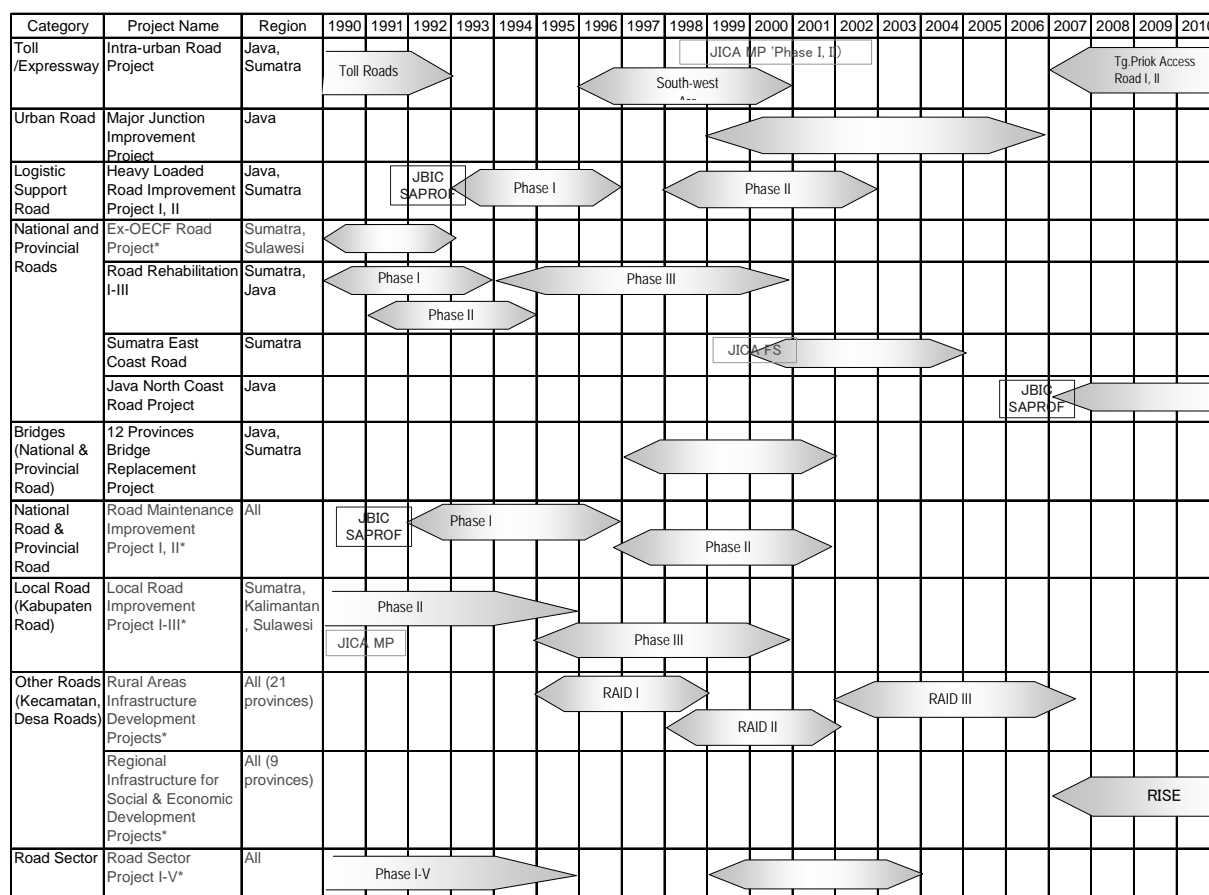 Category Project Name Region 1990 1991 1992 1993 1994 1995 1996 1997 1998 1999 2000 2001 2002 2003 2004 2005 2006 2007 2008 2009 2010
Toll
/Expressway
Intra-urban Road
Project
Java,
Sumatra
Toll Roads
South-west
JICA MP 'Phase I, II)
Tg.Priok Access
Road I, II
Urban Road
Major Junction
Improvement
Project
Java
Logistic
Support
Road
Heavy Loaded
Road Improvement
Project I, II
Java,
Sumatra
JBIC
SAPROF
Phase I
Phase II
National and
Provincial
Roads
Ex-OECF Road
Project*
Sumatra,
Sulawesi
Road Rehabilitation
I-III
Sumatra,
Java
Phase I
Phase III
Phase II
Sumatra East
Coast Road
Sumatra
JICA FS
Java North Coast
Road Project
Java
JBIC
SAPROF
Bridges
(National &
Provincial
Road)
12 Provinces
Bridge
Replacement
Project
Java,
Sumatra
National
Road &
Provincial
Road
Road Maintenance
Improvement
Project I, II*
All
JBIC
SAPROF
Phase I
Phase II
Local Road
(Kabupaten
Road)
Local Road
Improvement
Project I-III*
Sumatra,
Kalimantan
, Sulawesi
Phase II
JICA MP
Phase III
Other Roads
(Kecamatan,
Desa Roads)
Rural Areas
Infrastructure
Development
Projects*
All (21
provinces)
RAID I
RAID II
RAID III
Regional
Infrastructure for
Social & Economic
Development
Projects*
All (9
provinces)
RISE
Road Sector
Road Sector
Project I-V*
All
Phase I-V